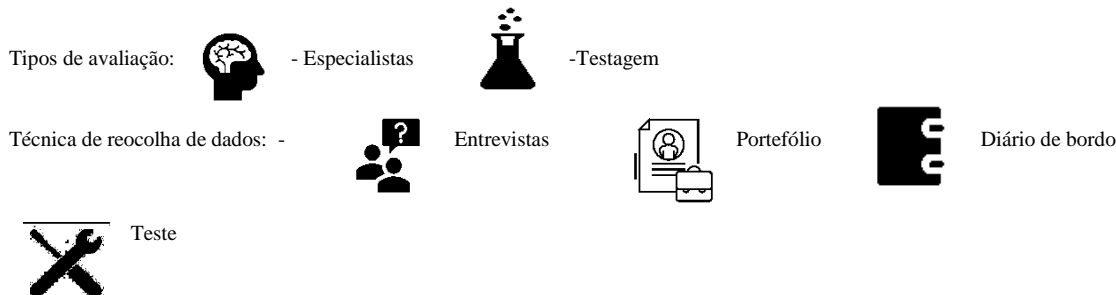 Tipos de avaliação: - Especialistas -Testagem
Técnica de reocolha de dados: - ? Entrevistas Portefólio Diário de bordo
Teste